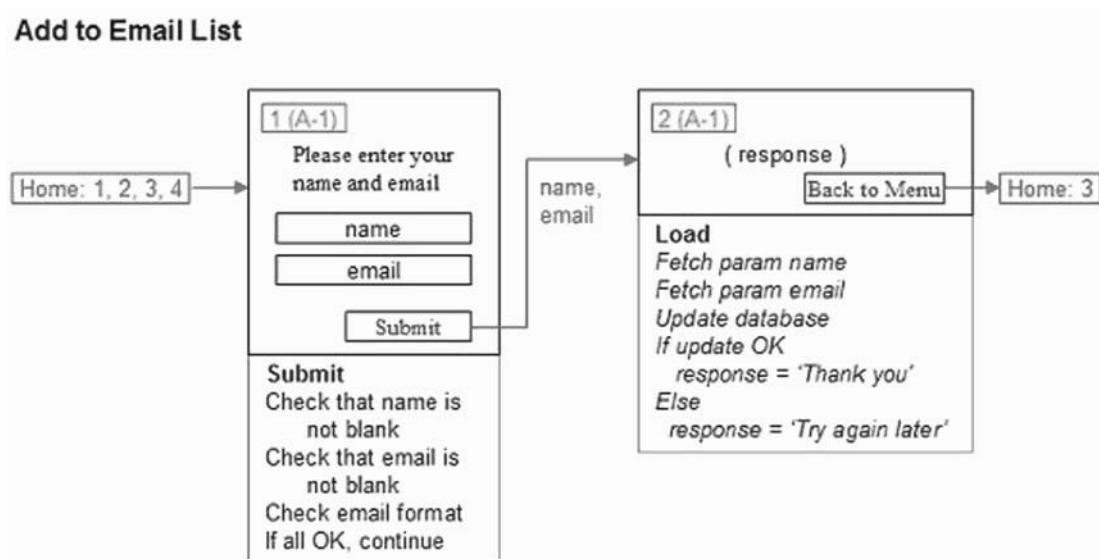 Add to Email List
Home: 1, 2, 3, 4
1 (A-1)
Please enter your
name and email
name
email
Submit
Submit
Check that name is
not blank
Check that email is
not blank
Check email format
If all OK, continue
name,
email
2 (A-1)
( response )
Back to Menu
Home: 3
Load
Fetch param name
Fetch param email
Update database
If update OK
response = 'Thank you'
Else
response = 'Try again later'